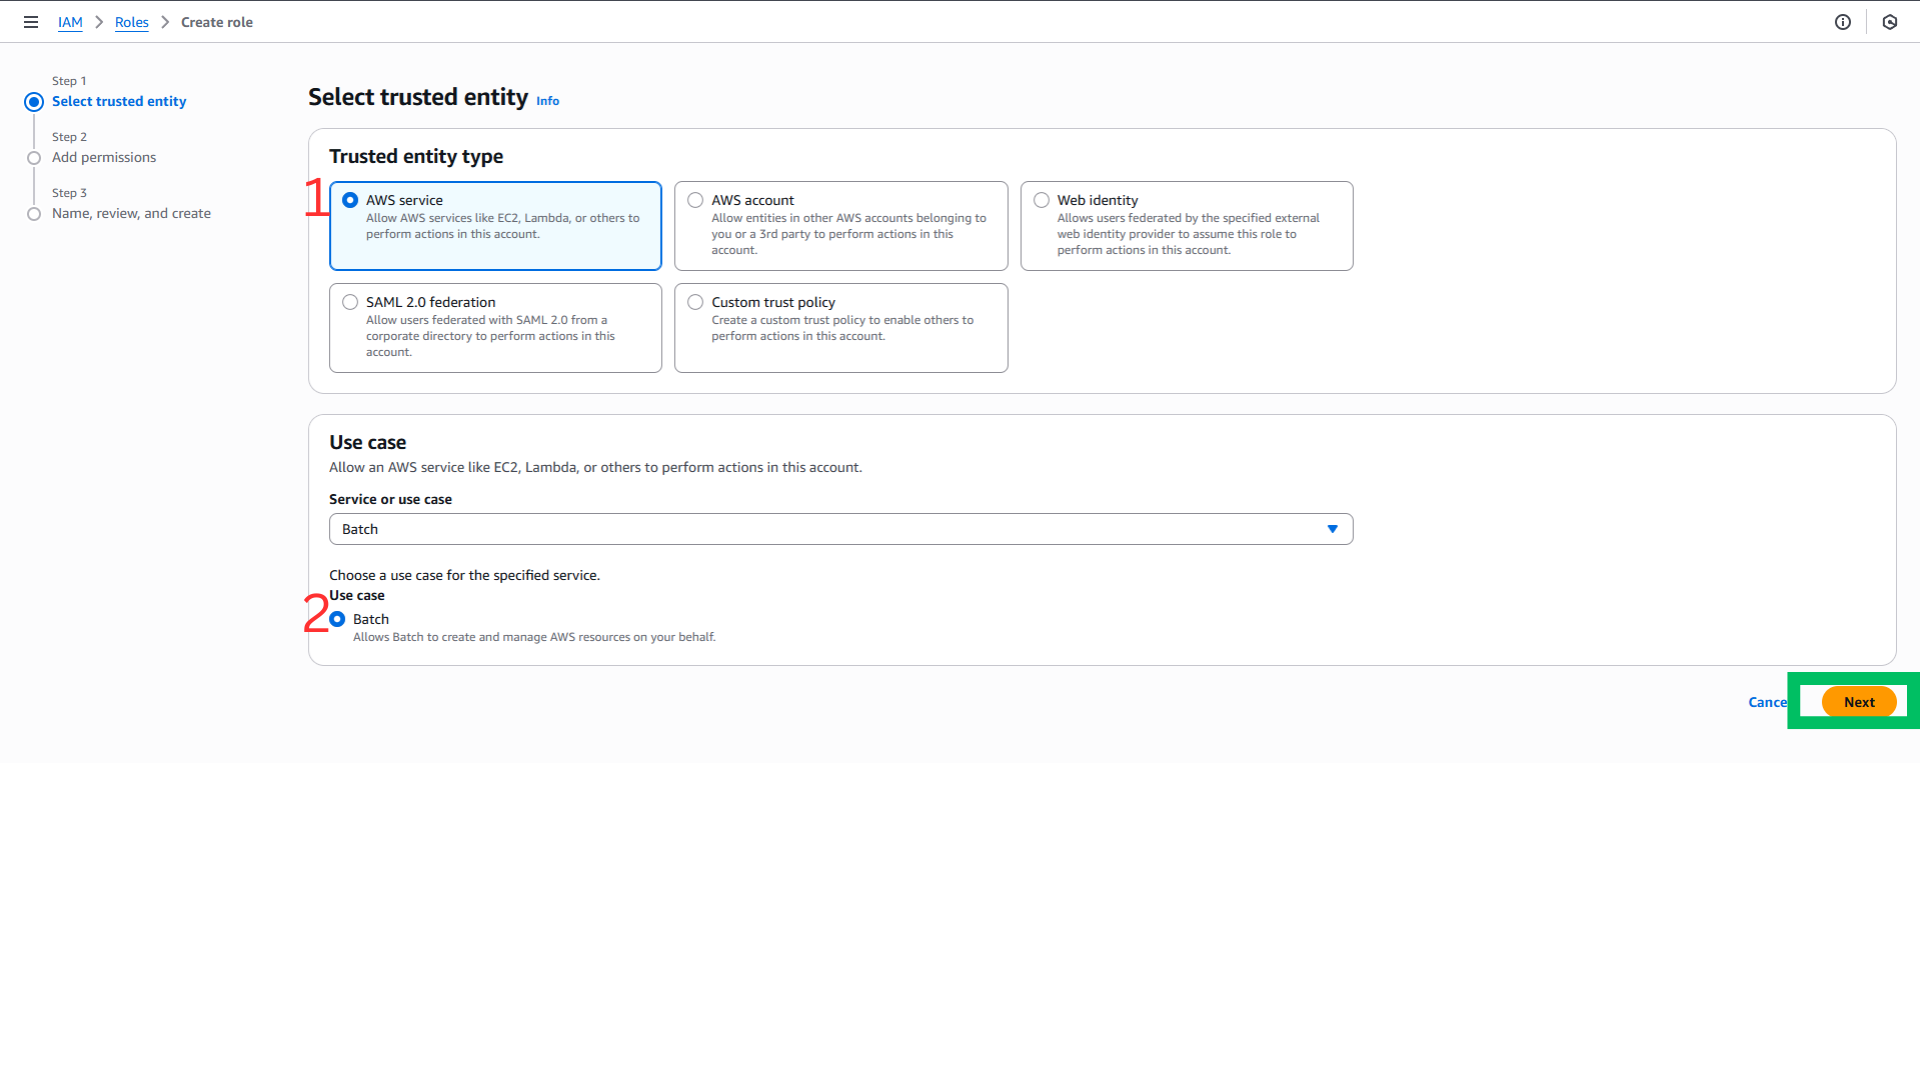 IAM > Roles > Create role
Step 1
Select trusted entity
Step 2
Add permissions
Step 3
Name, review, and create
Select trusted entity Info
Trusted entity type
1
AWS service
Allow AWS services like EC2, Lambda, or others to
perform actions in this account.
AWS account
Allow entities in other AWS accounts belonging to
you or a 3rd party to perform actions in this
account.
Web identity
Allows users federated by the specified external
web identity provider to assume this role to
perform actions in this account.
SAML 2.0 federation
Allow users federated with SAML 2.0 from a
corporate directory to perform actions in this
account.
Custom trust policy
Create a custom trust policy to enable others to
perform actions in this account.
Use case
Allow an AWS service like EC2, Lambda, or others to perform actions in this account.
Service or use case
Batch
Choose a use case for the specified service.
Use case
2
Batch
Allows Batch to create and manage AWS resources on your behalf.
Cance
Next